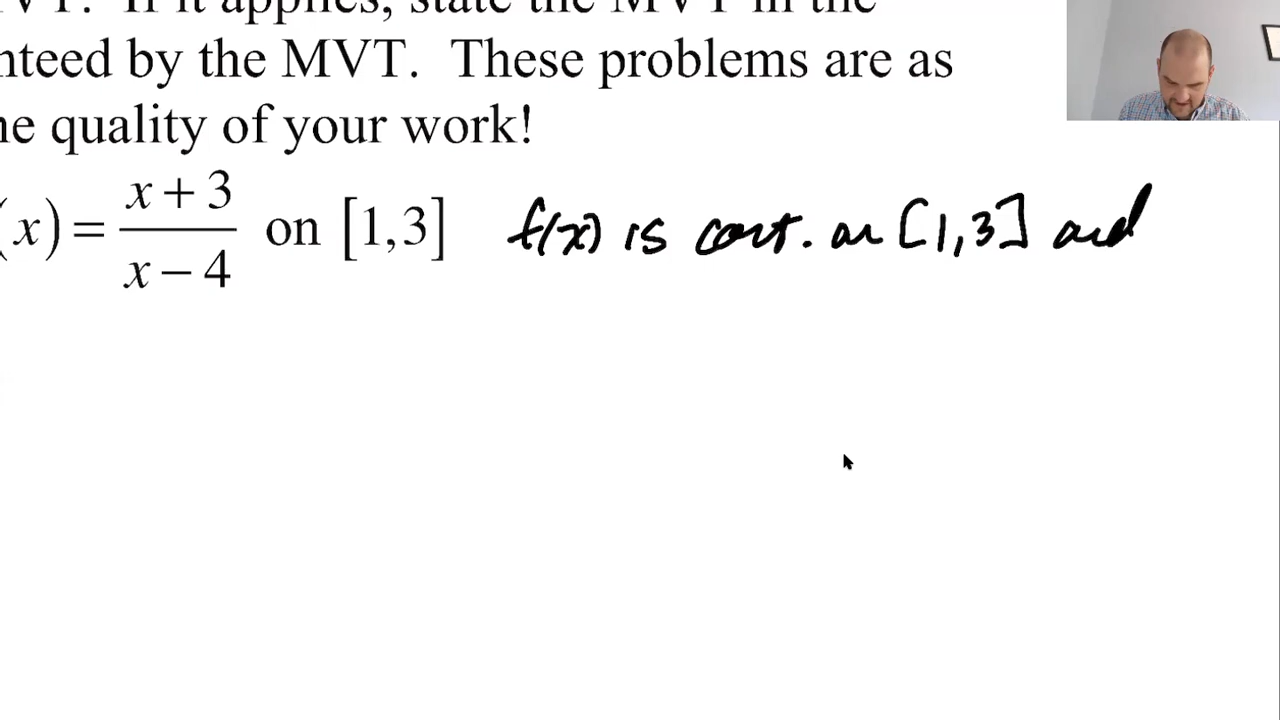 MVT. If it applies, state the MVT in the
nteed by the MVT. These problems are as
e quality of your work!
(x) = \frac{x+3}{x-4} on [1,3] f(x) is cont. on [1,3] and